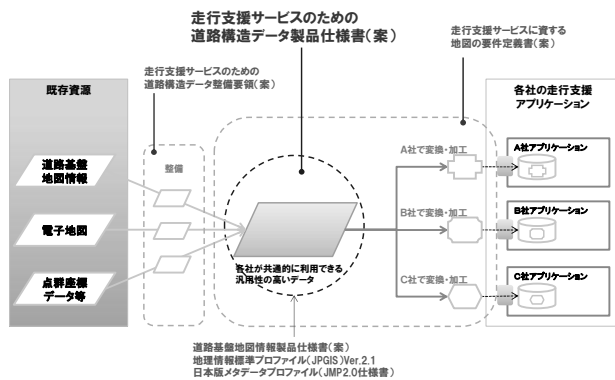 走行支援サービスのための
道路構造データ製品仕様書(案)
走行支援サービスに資する
地図の要件定義書(案)
走行支援サービスのための
道路構造データ整備要領(案)
既存資源
各社の走行支援
アプリケーション
道路基盤
地図情報
電子地図
点群座標
データ等
整備
各社が共通的に利用できる
汎用性の高いデータ
A社で変換・加工
B社で変換・加工
C社で変換・加工
A社アプリケーション
B社アプリケーション
C社アプリケーション
道路基盤地図情報製品仕様書(案)
地理情報標準プロファイル(JPGIS)Ver.2.1
日本版メタデータプロファイル(JMP2.0仕様書)